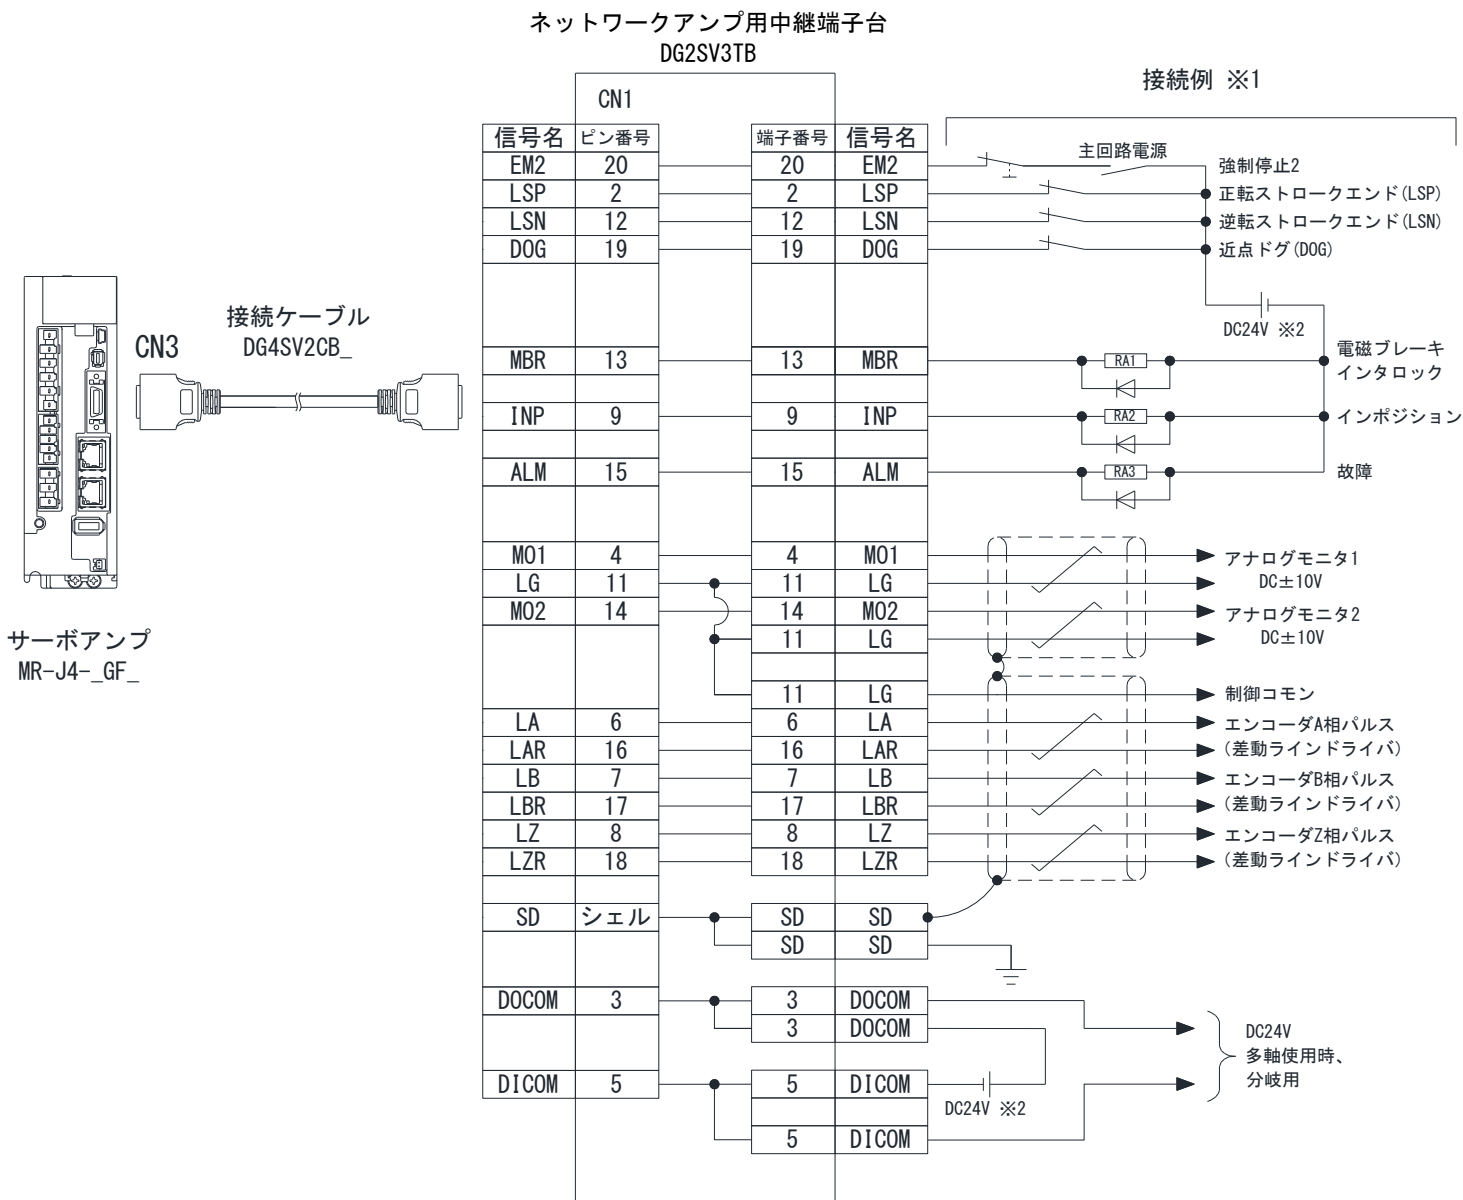 ネットワークアンプ用中継端子台
DG2SV3TB
接続例 ※1
CN1
信号名 ピン番号 端子番号 信号名
EM2 20 20 EM2 主回路電源 強制停止2
LSP 2 2 LSP 正転ストロークエンド(LSP)
LSN 12 12 LSN 逆転ストロークエンド(LSN)
DOG 19 19 DOG 近点ドグ(DOG)
DC24V ※2
接続ケーブル
DG4SV2CB_
CN3
MBR 13 13 MBR RA1 電磁ブレーキ
インタロック
INP 9 9 INP RA2 インポジション
ALM 15 15 ALM RA3 故障
MO1 4 4 MO1 アナログモニタ1
LG 11 11 LG DC±10V
MO2 14 14 MO2 アナログモニタ2
11 LG DC±10V
サーボアンプ
MR-J4-_GF_
11 LG 制御コモン
LA 6 6 LA エンコーダA相パルス
LAR 16 16 LAR (差動ラインドライバ)
LB 7 7 LB エンコーダB相パルス
LBR 17 17 LBR (差動ラインドライバ)
LZ 8 8 LZ エンコーダZ相パルス
LZR 18 18 LZR (差動ラインドライバ)
SD シェル SD SD
SD SD
DOCOM 3 3 DOCOM
3 DOCOM
DC24V
多軸使用時、
分岐用
DICOM 5 5 DICOM
DC24V ※2
5 DICOM